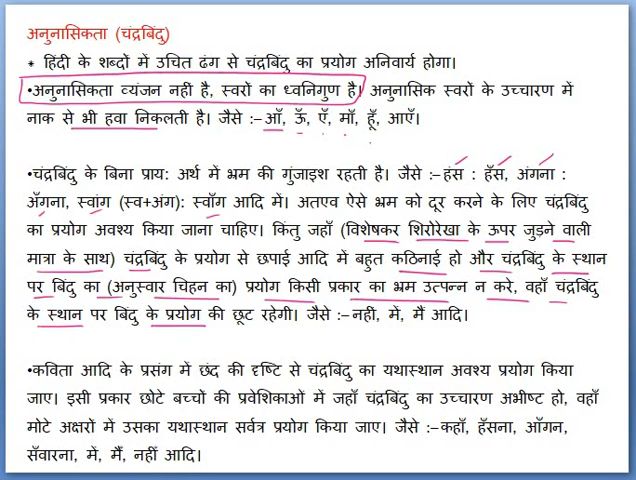 अनुनासिकता (चंद्रबिंदु)
* हिंदी के शब्दों में उचित ढंग से चंद्रबिंदु का प्रयोग अनिवार्य होगा।
•अनुनासिकता व्यंजन नही है, स्वरों का ध्वनिगुण है। अनुनासिक स्वरों के उच्चारण में
नाक से भी हवा निकलती है। जैसे :– आँ, ऊँ, एँ, माँ, हूँ, आएँ।
•चंद्रबिंदु के बिना प्राय: अर्थ में भ्रम की गुंजाइश रहती है। जैसे :–हंस : हँस, अंगना :
अँगना, स्वांग (स्व+अंग): स्वाँग आदि में। अतएव ऐसे भ्रम को दूर करने के लिए चंद्रबिंदु
का प्रयोग अवश्य किया जाना चाहिए। किंतु जहाँ (विशेषकर शिरोरेखा के ऊपर जुड़ने वाली
मात्रा के साथ) चंद्रबिंदु के प्रयोग से छपाई आदि में बहुत कठिनाई हो और चंद्रबिंदु के स्थान
पर बिंदु का (अनुस्वार चिहन का) प्रयोग किसी प्रकार का भ्रम उत्पन्न न करे, वहाँ चंद्रबिंदु
के स्थान पर बिंदु के प्रयोग की छूट रहेगी। जैसे :–नहीं, में, मैं आदि।
•कविता आदि के प्रसंग में छंद की दृष्टि से चंद्रबिंदु का यथास्थान अवश्य प्रयोग किया
जाए। इसी प्रकार छोटे बच्चों की प्रवेशिकाओं में जहाँ चंद्रबिंदु का उच्चारण अभीष्ट हो, वहाँ
मोटे अक्षरों में उसका यथास्थान सर्वत्र प्रयोग किया जाए। जैसे :–कहाँ, हँसना, आँगन,
सँवारना, मेँ, मैँ, नहीँ आदि।